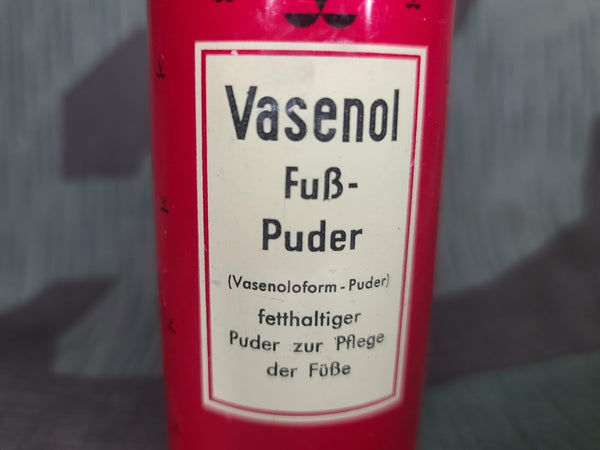 Vasenol
Fuß-
Puder
(Vasenoloform-Puder)
fetthaltiger
Puder zur Pflege
der Füße